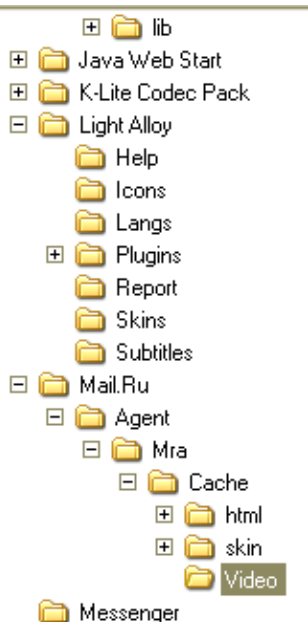 lib
Java Web Start
K-Lite Codec Pack
Light Alloy
Help
Icons
Langs
Plugins
Report
Skins
Subtitles
Mail.Ru
Agent
Mra
Cache
html
skin
Video
Messenger